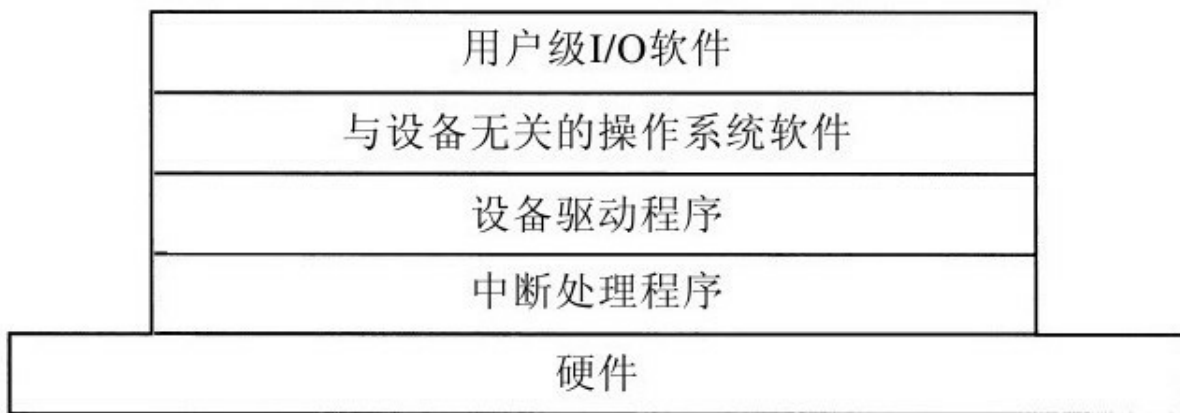 用户级I/O软件
与设备无关的操作系统软件
设备驱动程序
中断处理程序
硬件